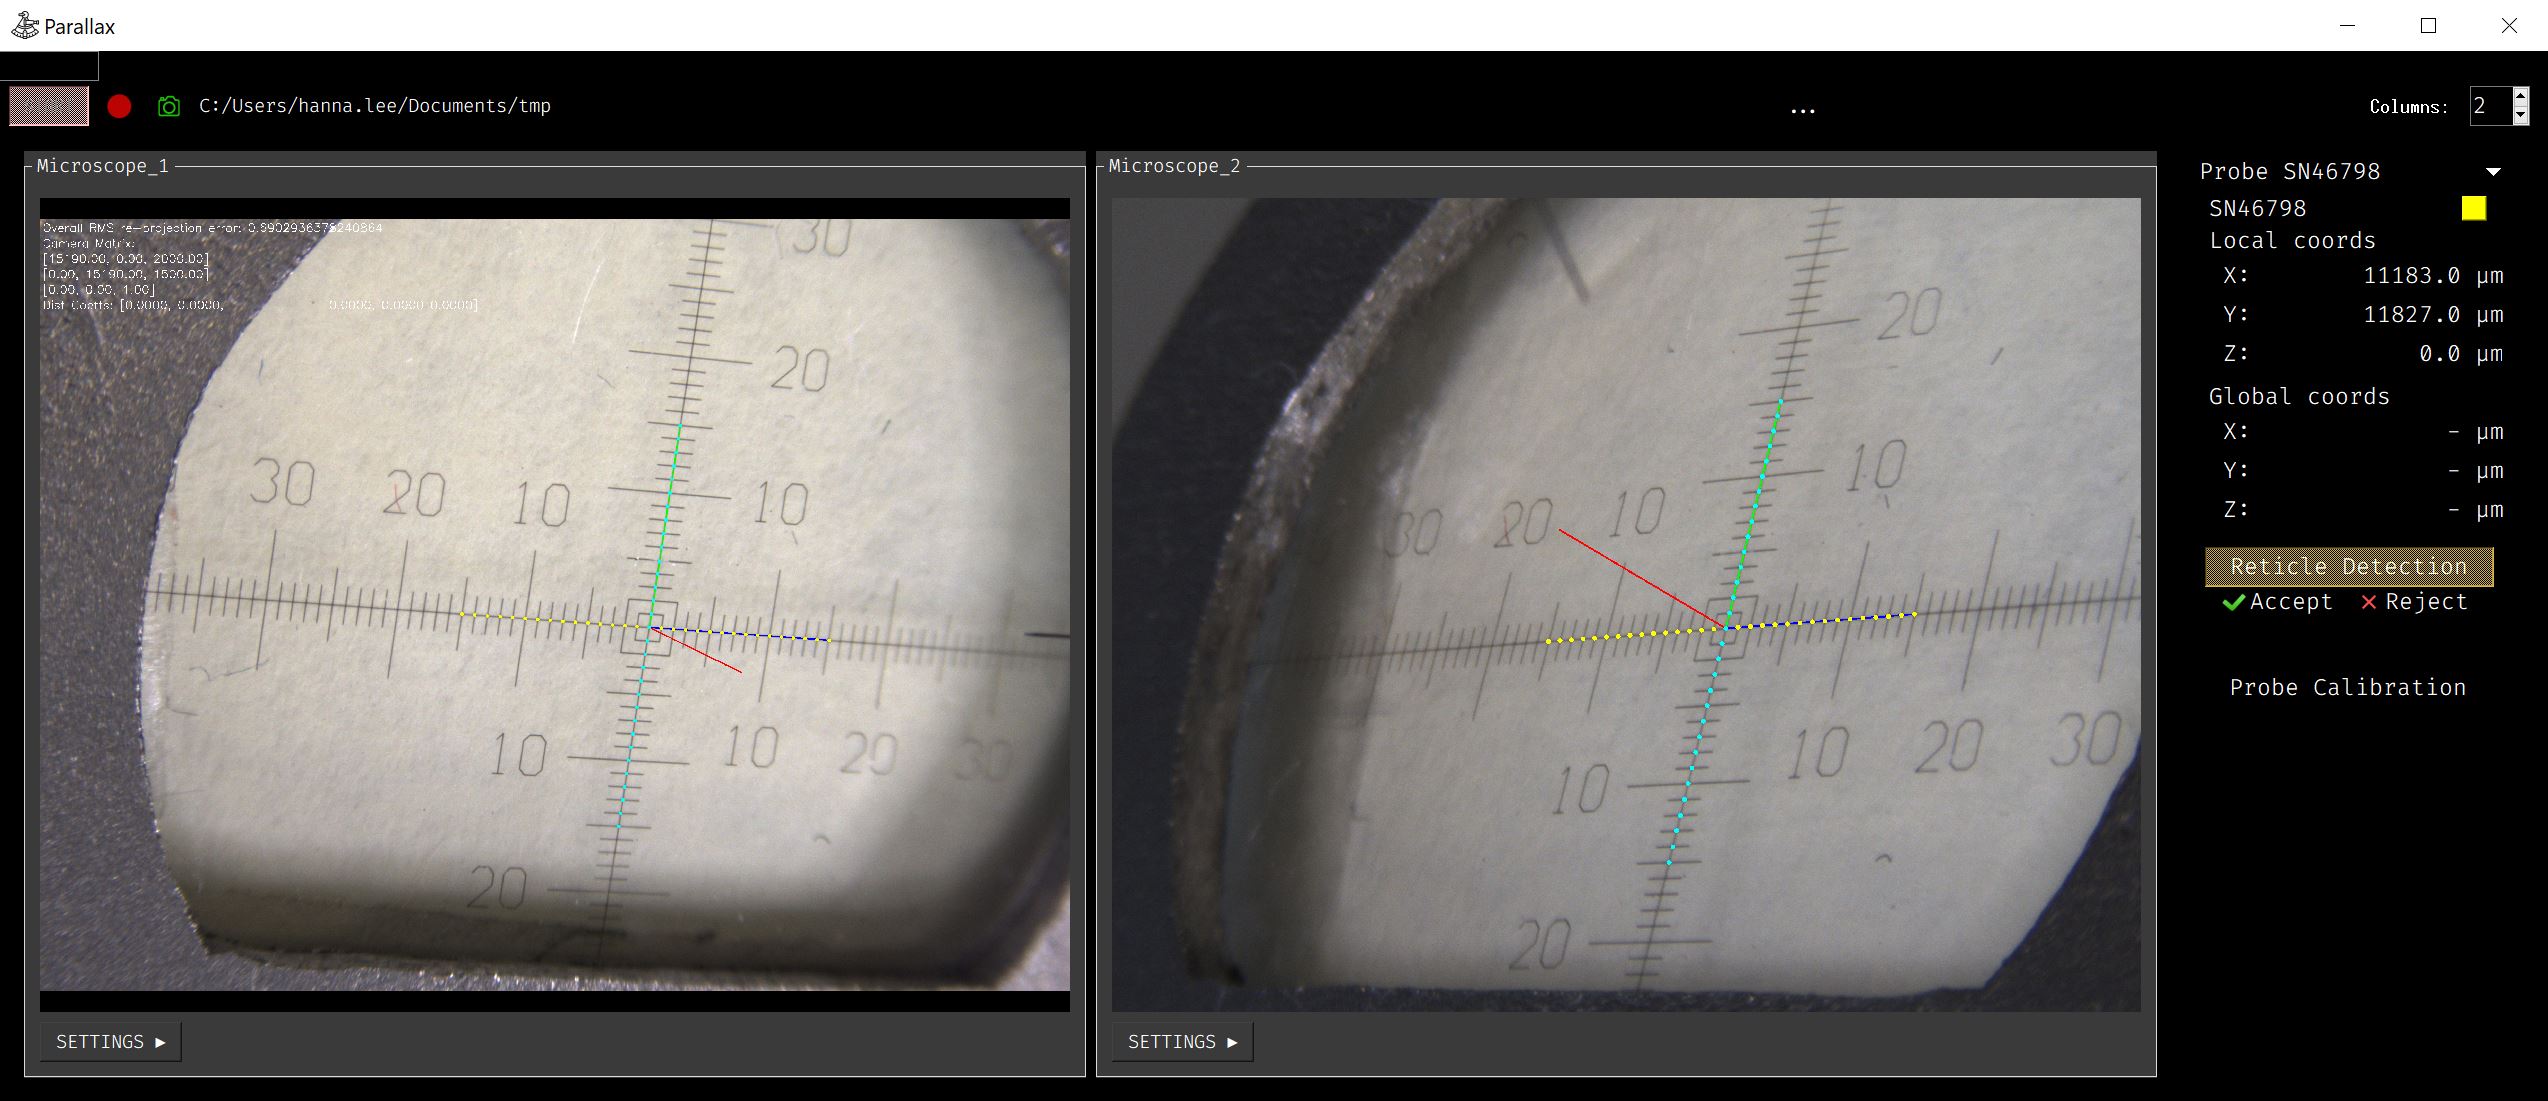 Parallax
C:/Users/hanna.lee/Documents/tmp
...
Columns: 2
Microscope_1
Overall RMS re-projection error:
Camera Matrix:
[15190.00, 0.00, 2000.00]
[0.00, 15190.00, 1500.00]
[0.00, 0.00, 1.00]
Dist Coeffs: [0.0000, 0.0000, 0.0000, 0.0000 0.0000]
30
20
30 20 10 10
10 10 20 30
20
SETTINGS
Microscope_2
20
10
30 20 10
10 10 20 30
20
SETTINGS
Probe SN46798
SN46798
Local coords
X: 11183.0 µm
Y: 11827.0 µm
Z: 0.0 µm
Global coords
X: - µm
Y: - µm
Z: - µm
Reticle Detection
Accept Reject
Probe Calibration